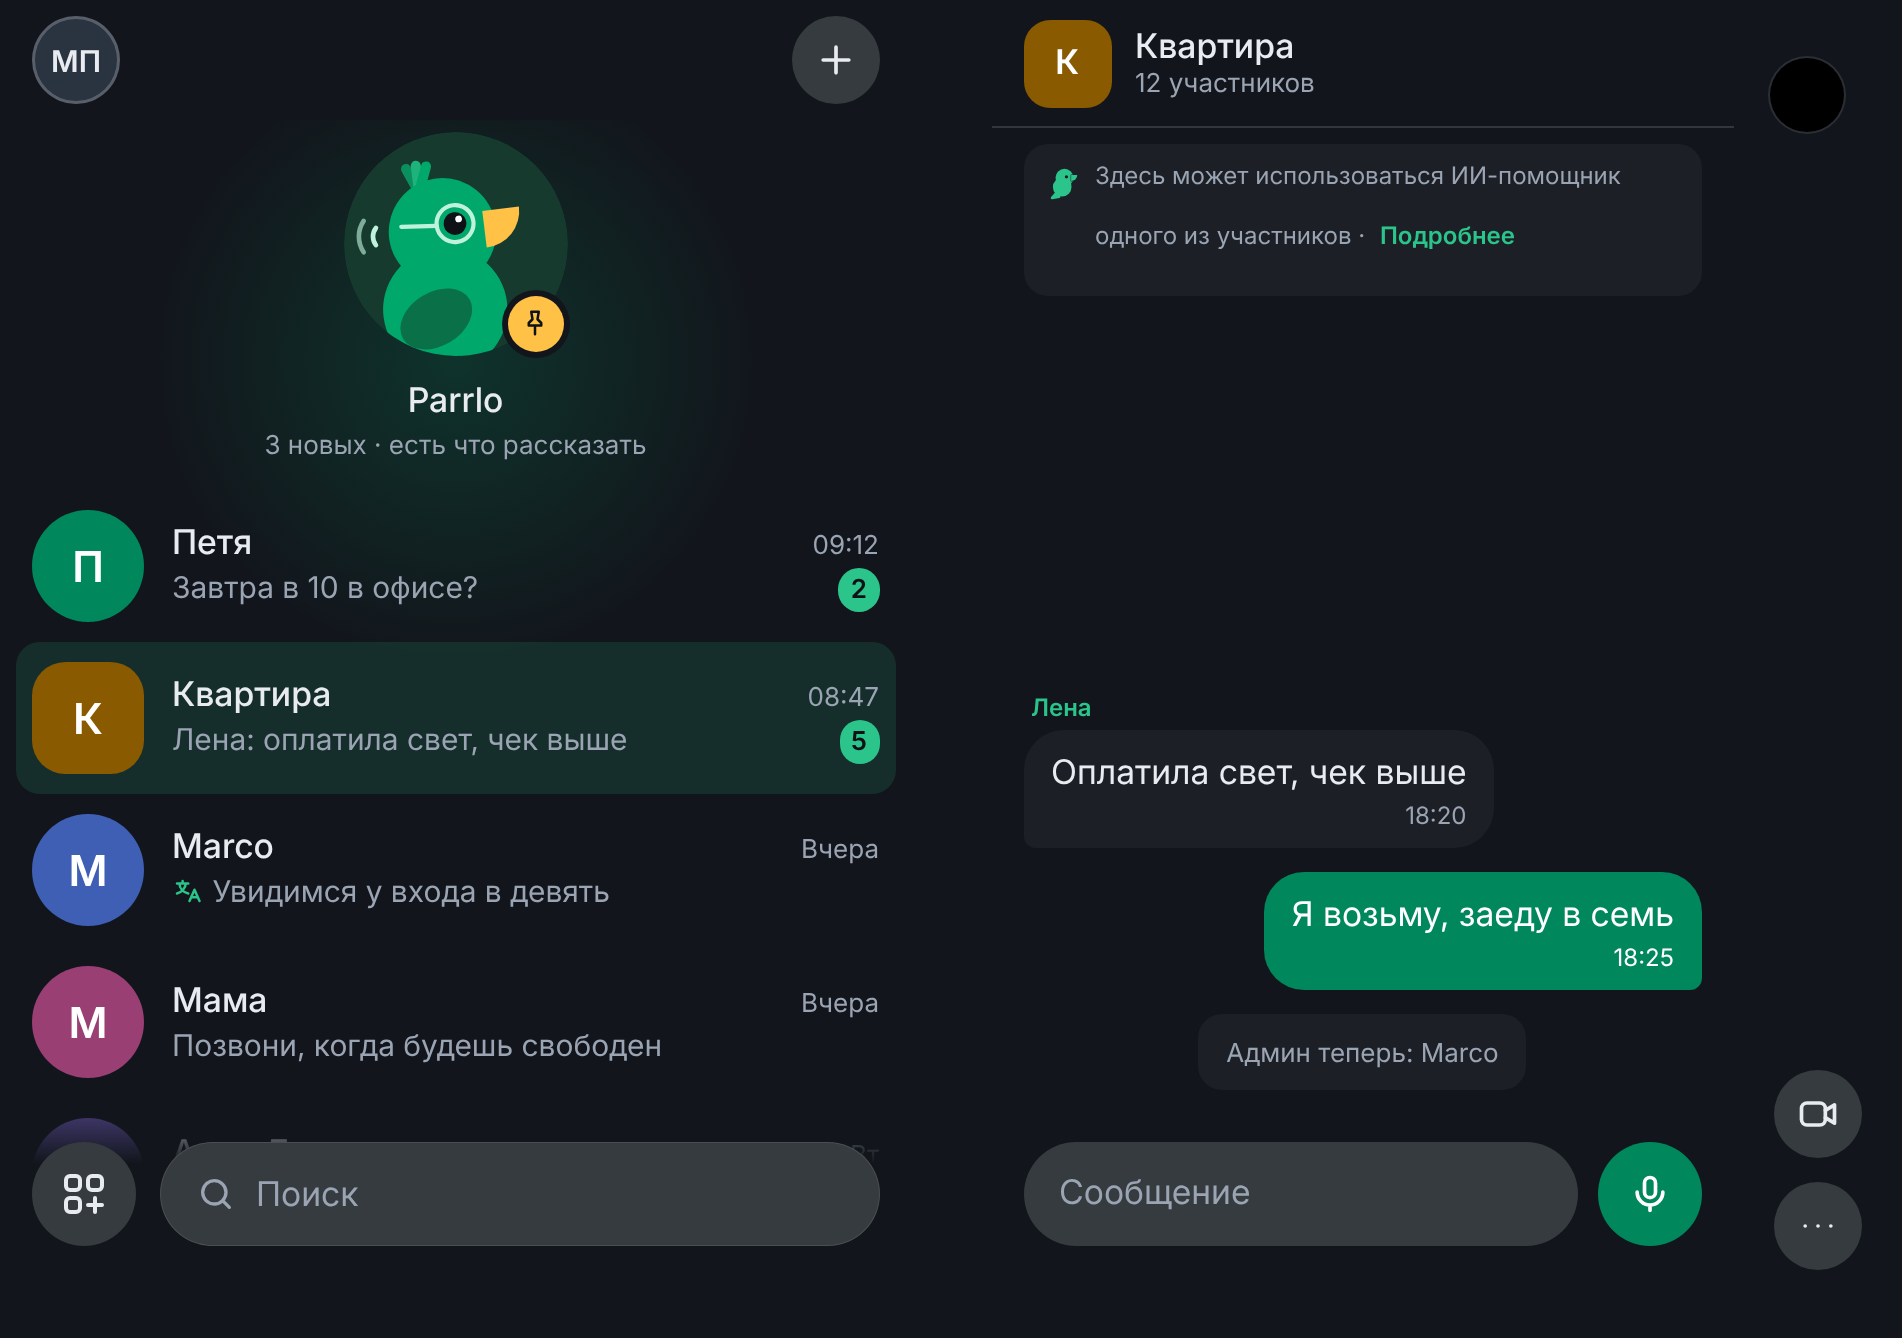 МП
Parrlo
3 новых · есть что рассказать
П
Петя
09:12
Завтра в 10 в офисе?
2
К
Квартира
08:47
Лена: оплатила свет, чек выше
5
M
Marco
Вчера
Увидимся у входа в девять
М
Мама
Вчера
Позвони, когда будешь свободен
Поиск
К
Квартира
12 участников
Здесь может использоваться ИИ-помощник
одного из участников · Подробнее
Лена
Оплатила свет, чек выше
18:20
Я возьму, заеду в семь
18:25
Админ теперь: Marco
Сообщение